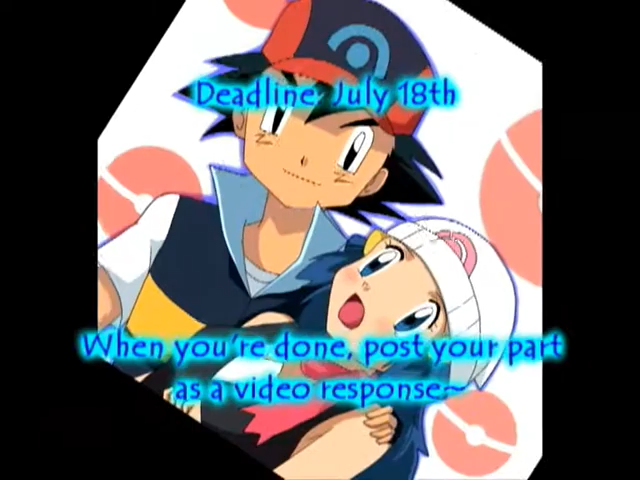 Deadline: July 18th
When you're done, post your part
as a video response~